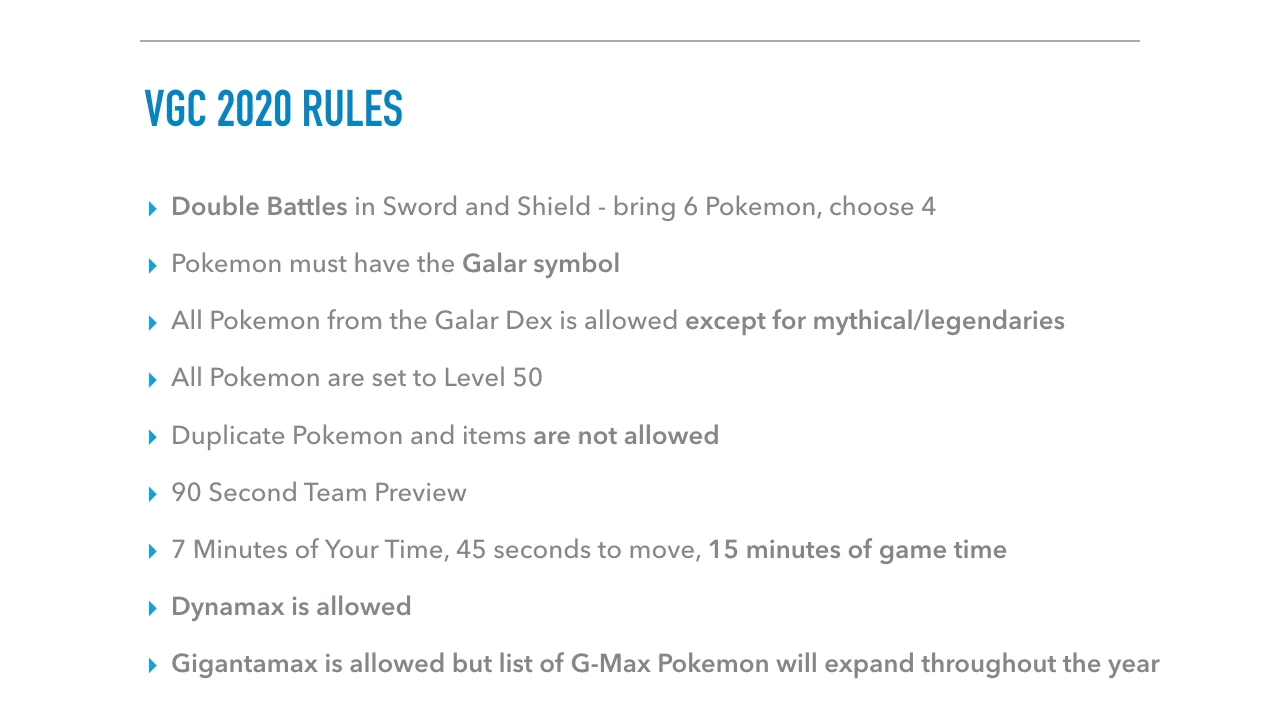 VGC 2020 RULES
Double Battles in Sword and Shield - bring 6 Pokemon, choose 4
Pokemon must have the Galar symbol
All Pokemon from the Galar Dex is allowed except for mythical/legendaries
All Pokemon are set to Level 50
Duplicate Pokemon and items are not allowed
90 Second Team Preview
7 Minutes of Your Time, 45 seconds to move, 15 minutes of game time
Dynamax is allowed
Gigantamax is allowed but list of G-Max Pokemon will expand throughout the year